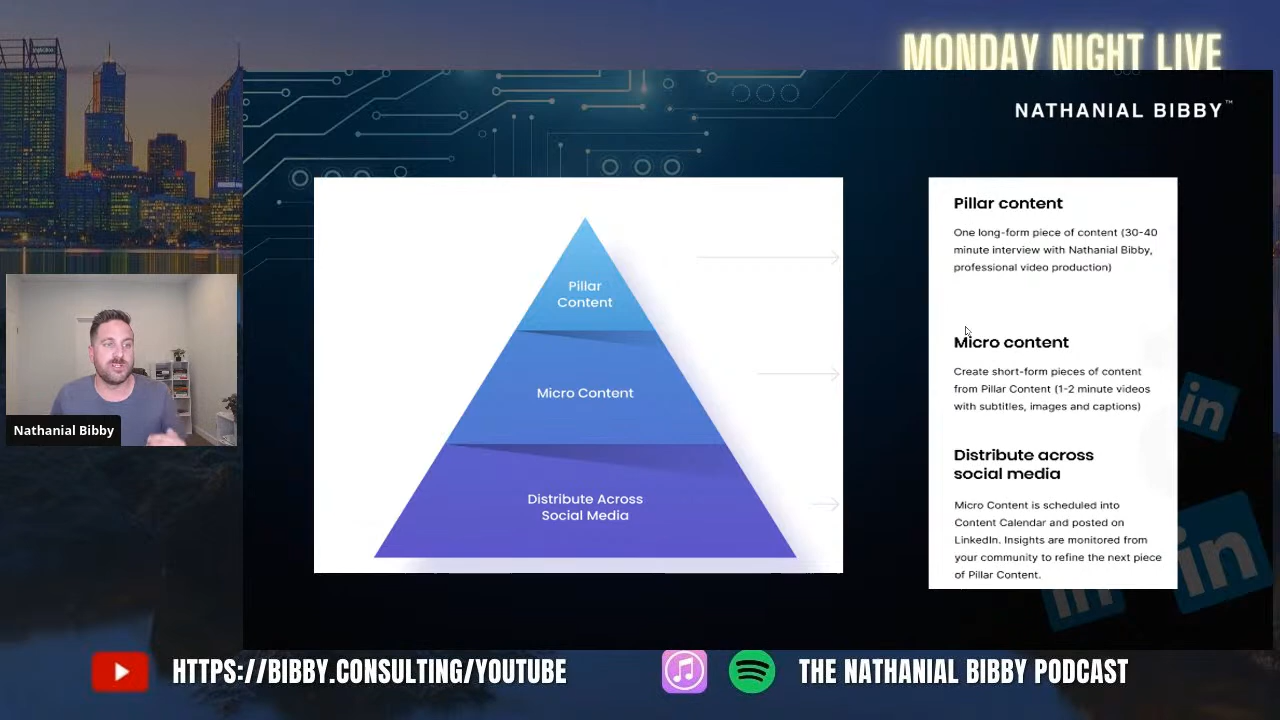 MONDAY NIGHT LIVE
NATHANIAL BIBBY™
Pillar
Content
Micro Content
Distribute Across
Social Media
Pillar content
One long-form piece of content (30-40
minute interview with Nathanial Bibby,
professional video production)
Micro content
Create short-form pieces of content
from Pillar Content (1-2 minute videos
with subtitles, images and captions)
Distribute across
social media
Micro Content is scheduled into
Content Calendar and posted on
LinkedIn. Insights are monitored from
your community to refine the next piece
of Pillar Content.
in
in
in
Nathanial Bibby
HTTPS://BIBBY.CONSULTING/YOUTUBE
THE NATHANIAL BIBBY PODCAST